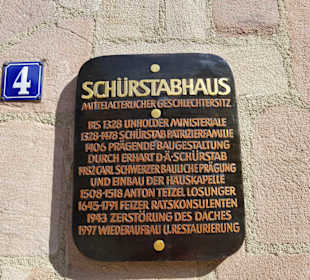 4
SCHÜRSTABHAUS
MITTELALTERLICHER GESCHLECHTERSITZ
BIS 1328 UNHOLDER MINISTERIALE
1328-1478 SCHÜRSTAB PATRIZIERFAMILIE
1406 PRÄGENDE BAUGESTALTUNG
DURCH ERHART D·Ä·SCHÜRSTAB
1482 CARL SCHWERZER BAULICHE PRÄGUNG
UND EINBAU DER HAUSKAPELLE
1508-1518 ANTON TETZEL LOSUNGER
1645-1791 FETZER RATSKONSULENTEN
1943 ZERSTÖRUNG DES DACHES
1997 WIEDERAUFBAU U. RESTAURIERUNG